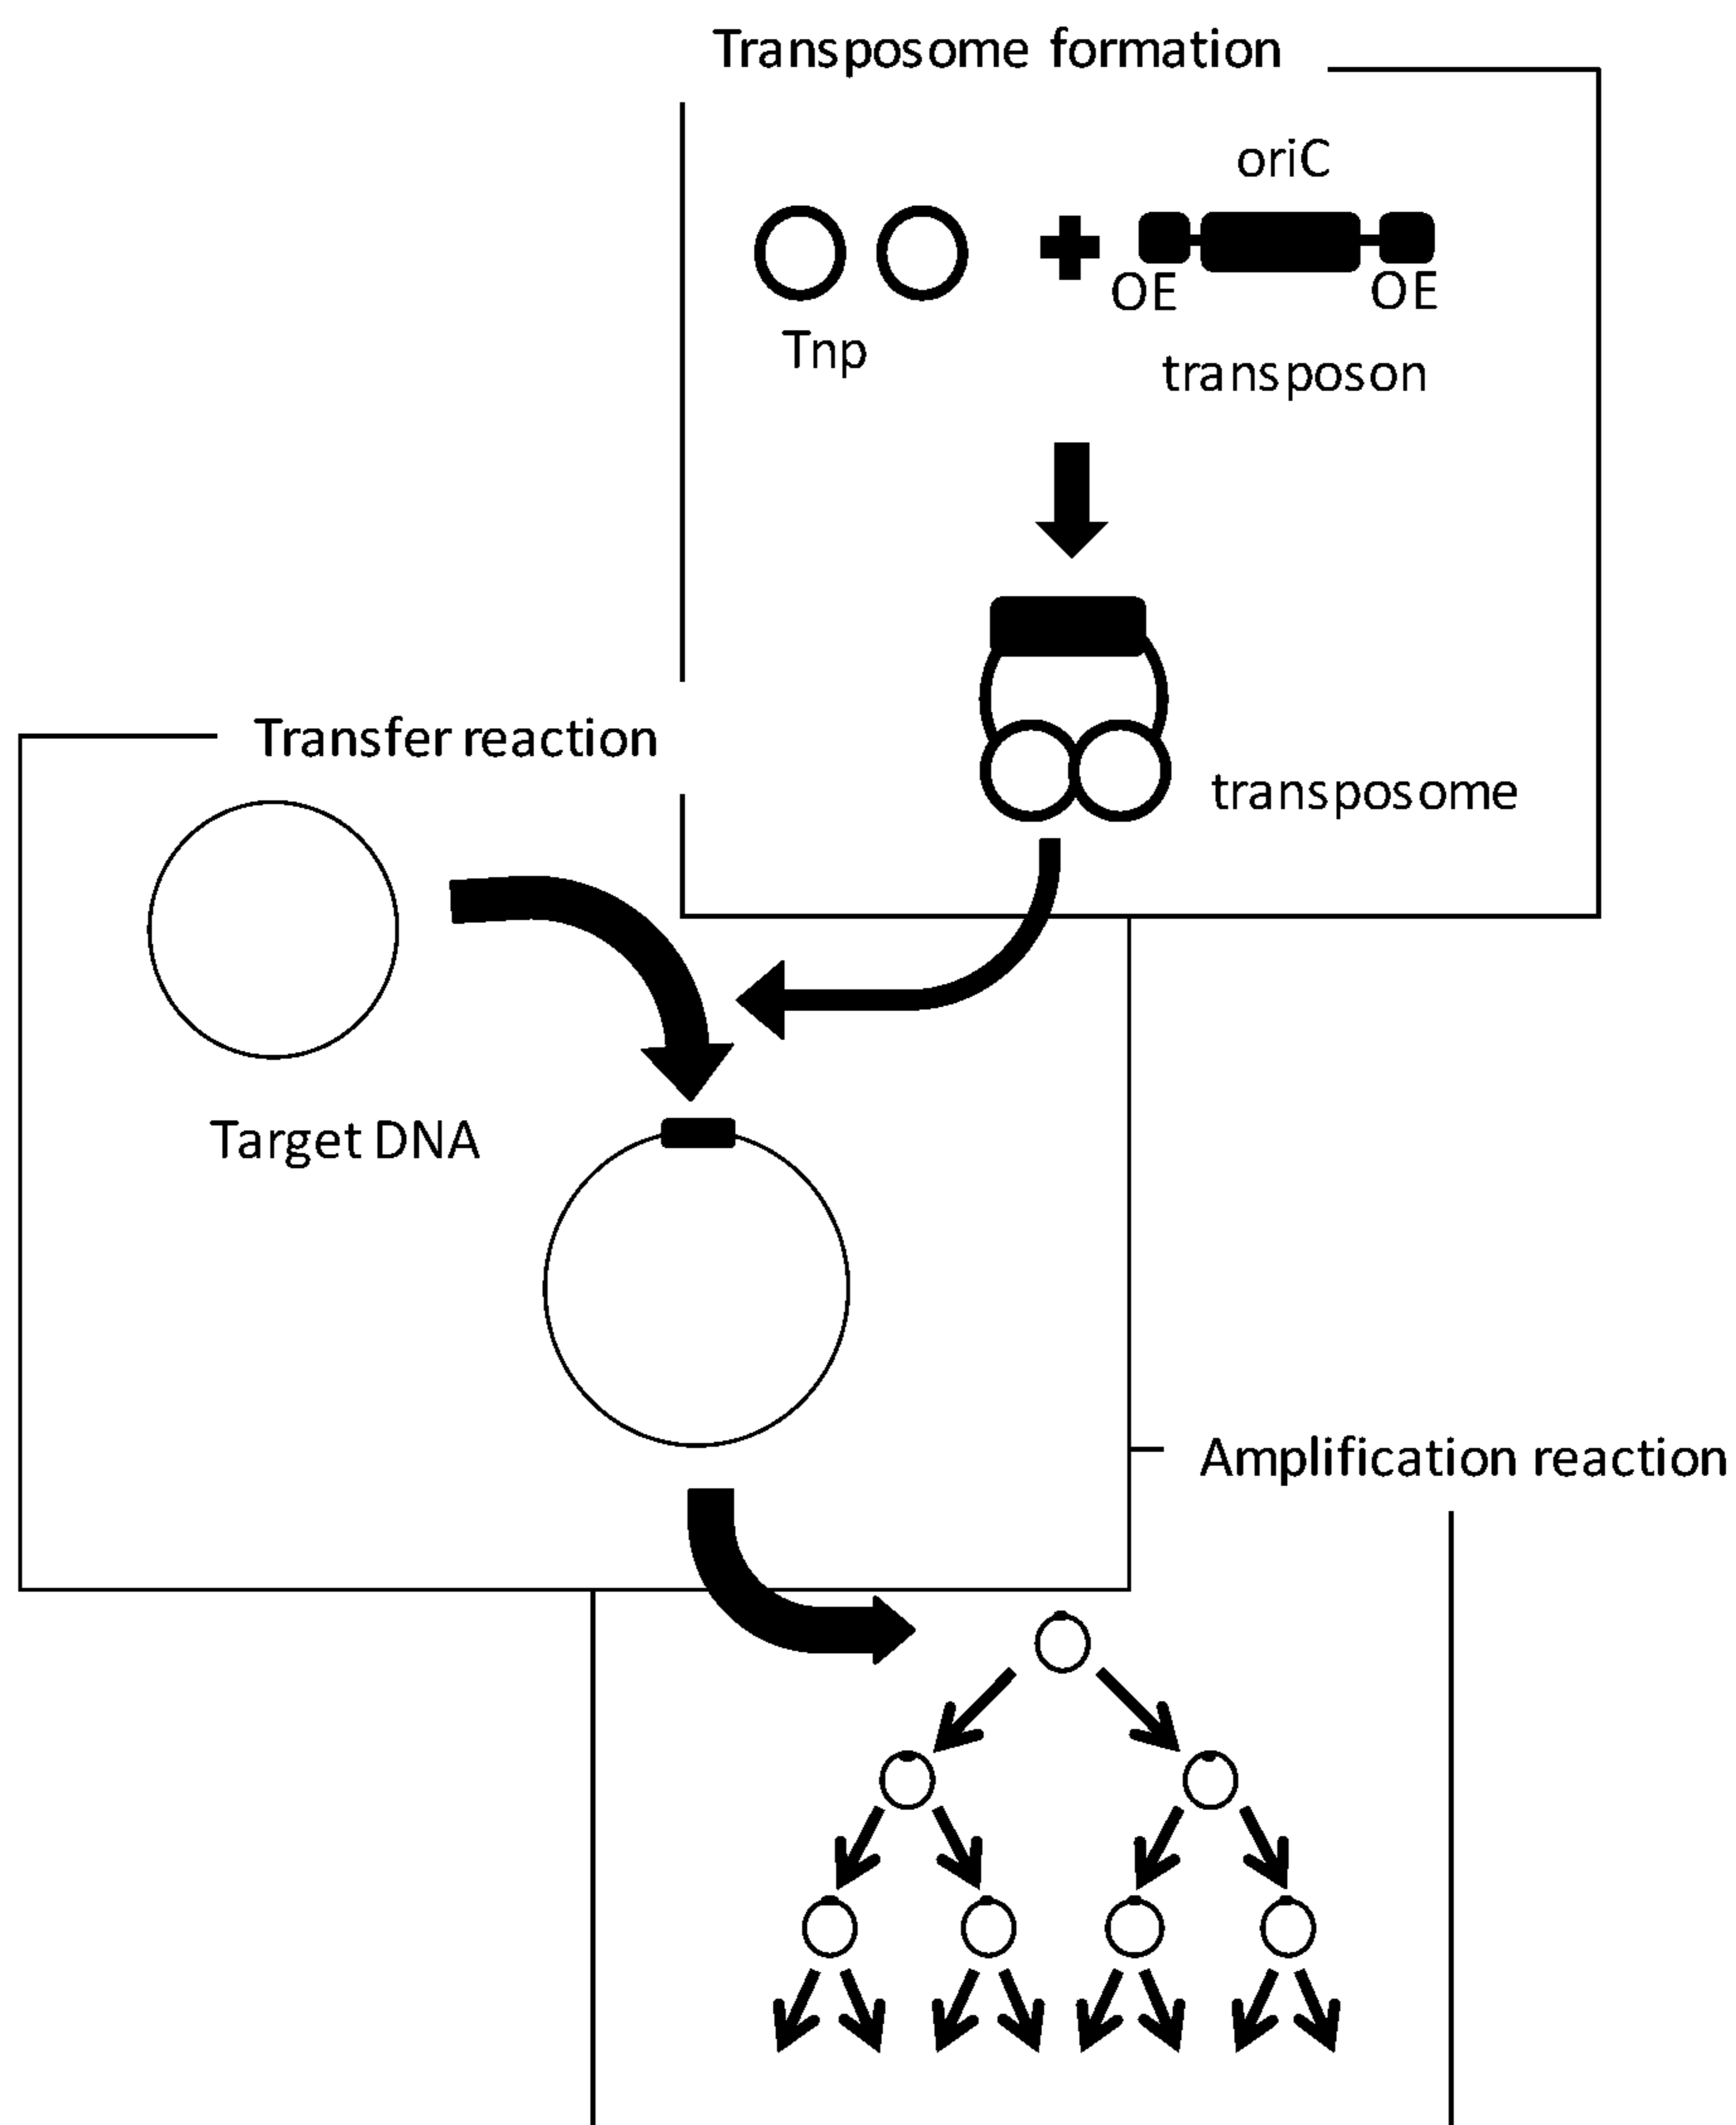 Transposome formation
oriC
OE
OE
Tnp
transposon
Transfer reaction
transposome
Target DNA
Amplification reaction